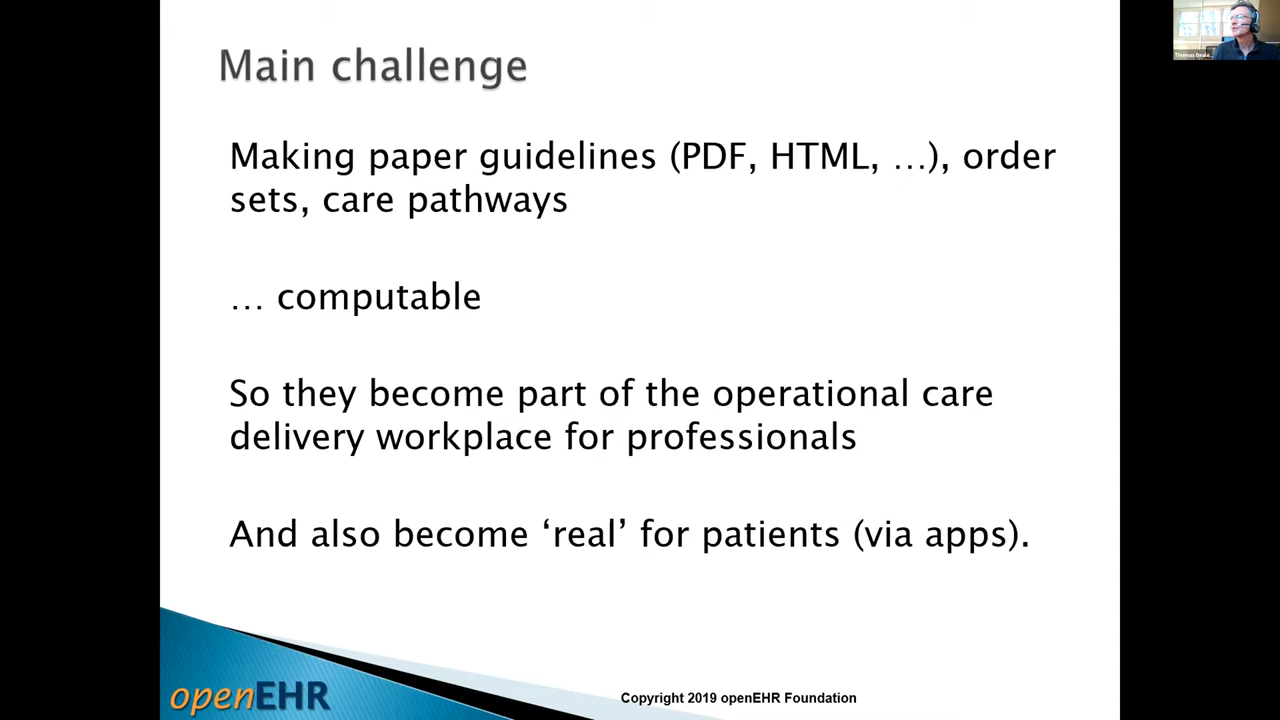 Main challenge
Making paper guidelines (PDF, HTML, …), order
sets, care pathways
… computable
So they become part of the operational care
delivery workplace for professionals
And also become ‘real’ for patients (via apps).
openEHR
Copyright 2019 openEHR Foundation